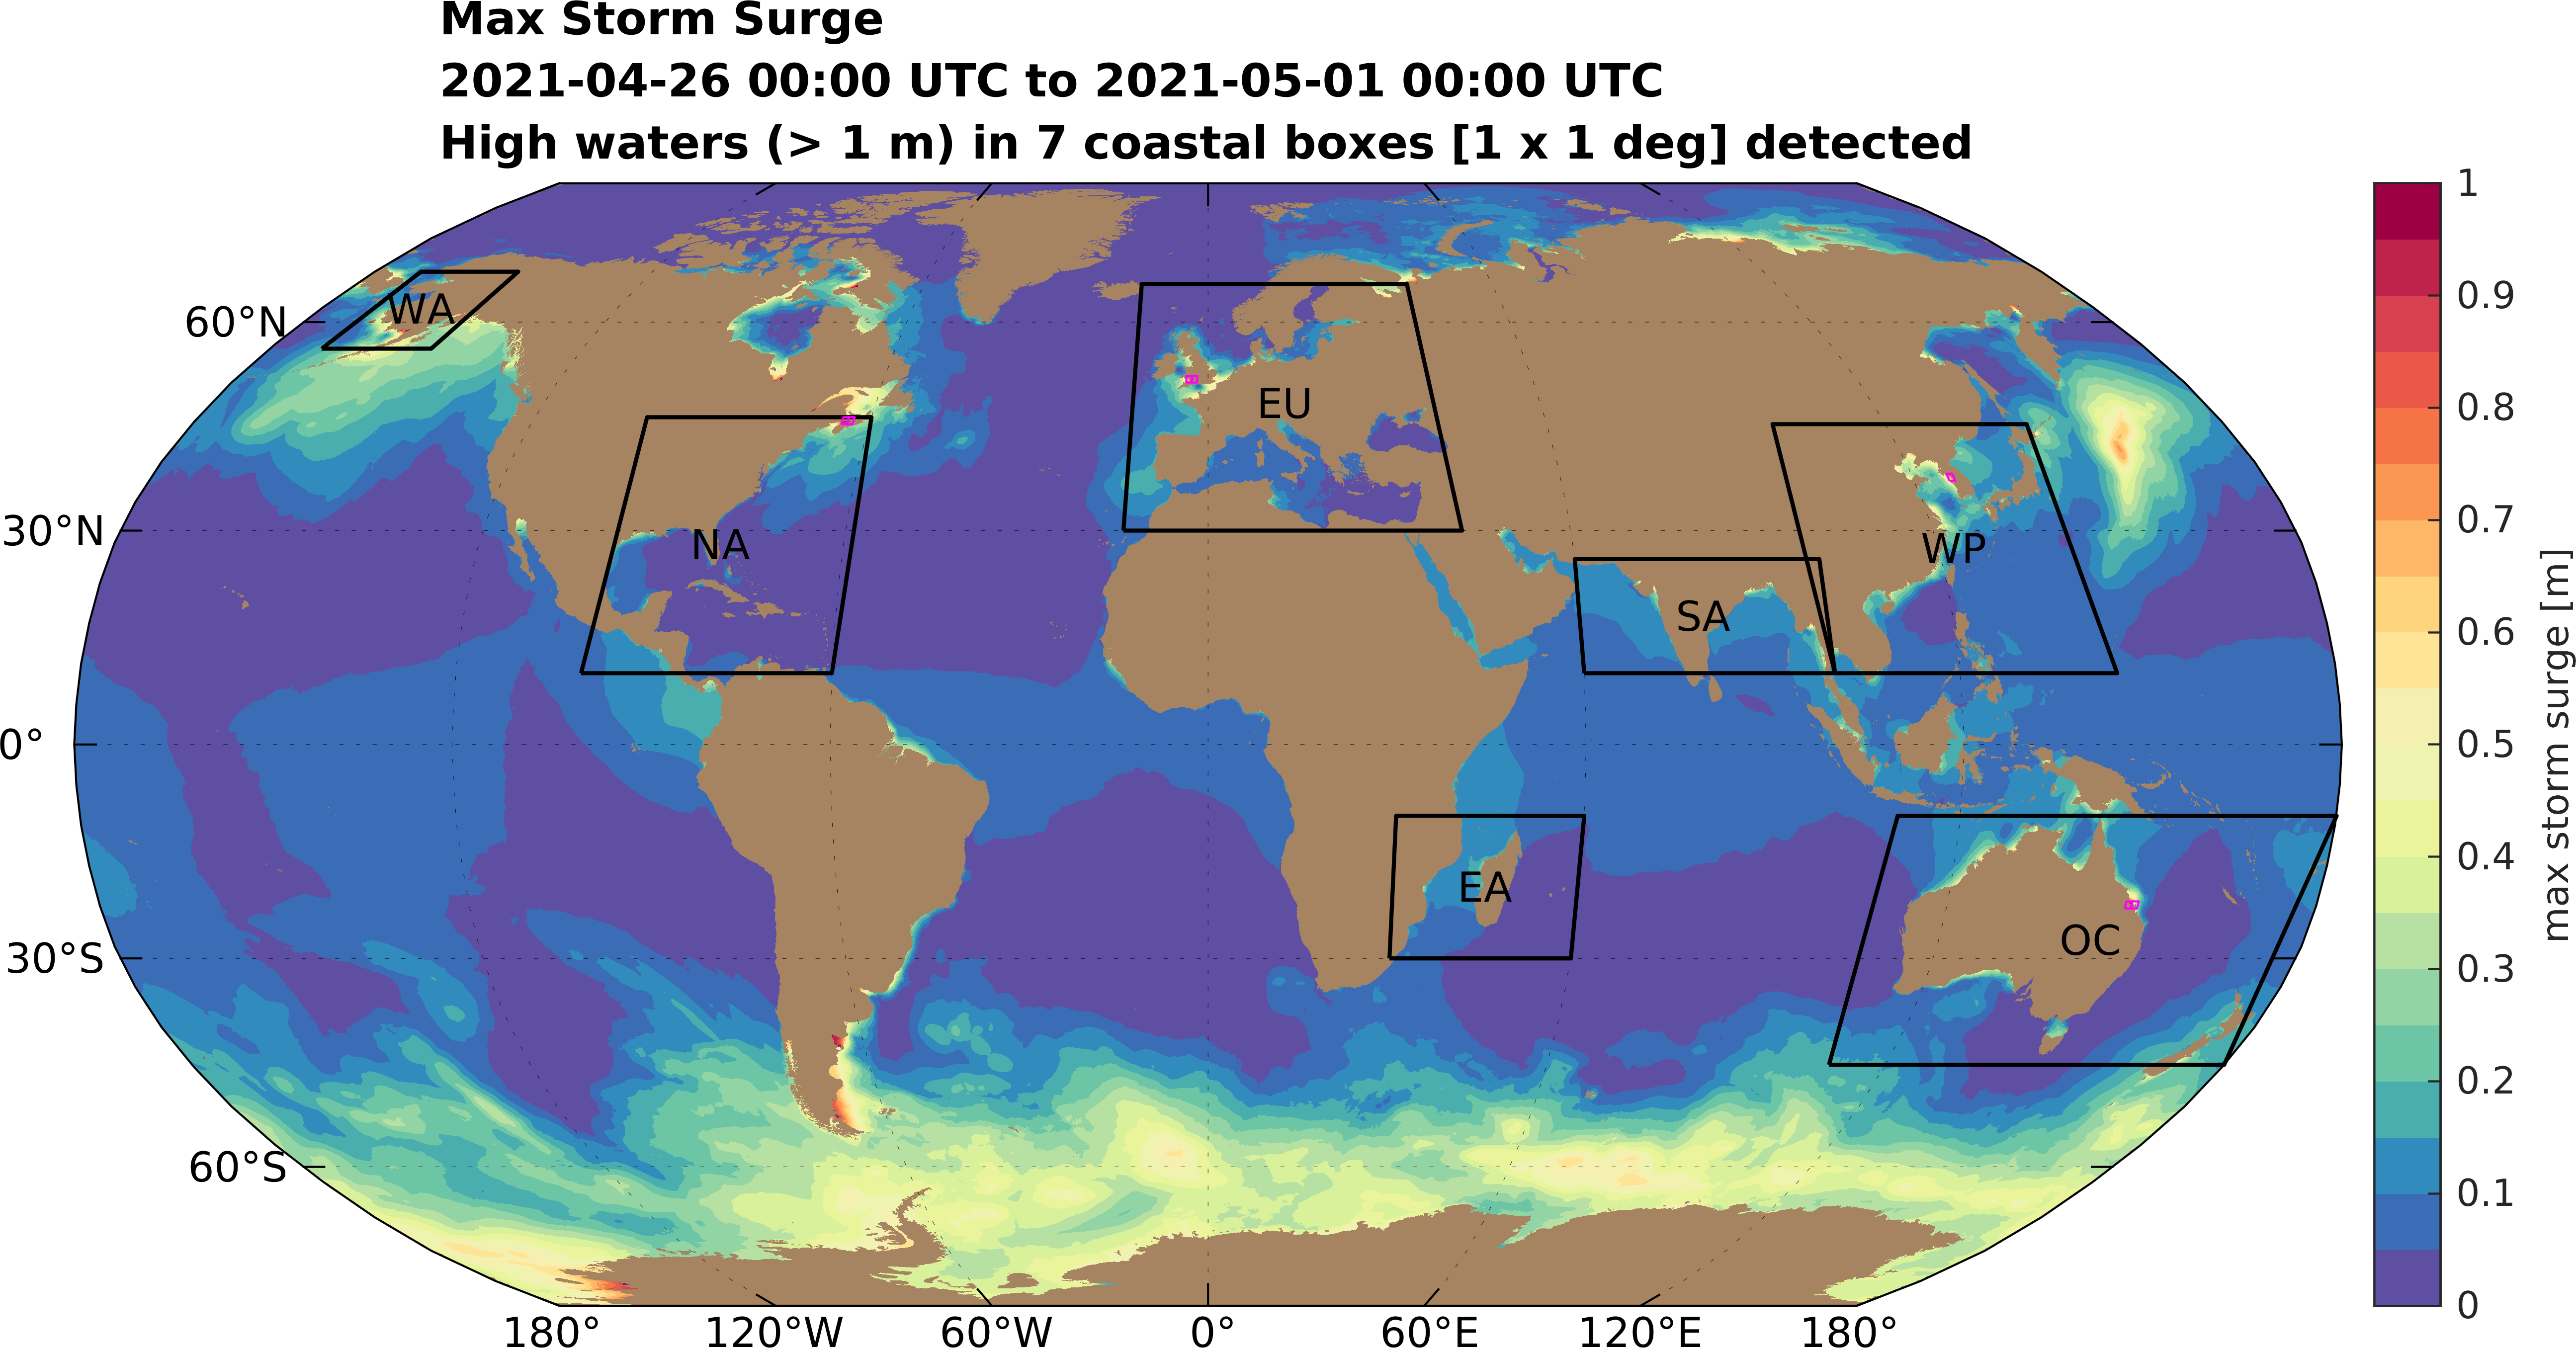 Max Storm Surge
2021-04-26 00:00 UTC to 2021-05-01 00:00 UTC
High waters (> 1 m) in 7 coastal boxes [1 x 1 deg] detected
60°N
30°N
0°
30°S
60°S
WA
NA
EU
SA
WP
EA
OC
180°
120°W
60°W
0°
60°E
120°E
180°
1
0.9
0.8
0.7
0.6
0.5
0.4
0.3
0.2
0.1
0
max storm surge [m]